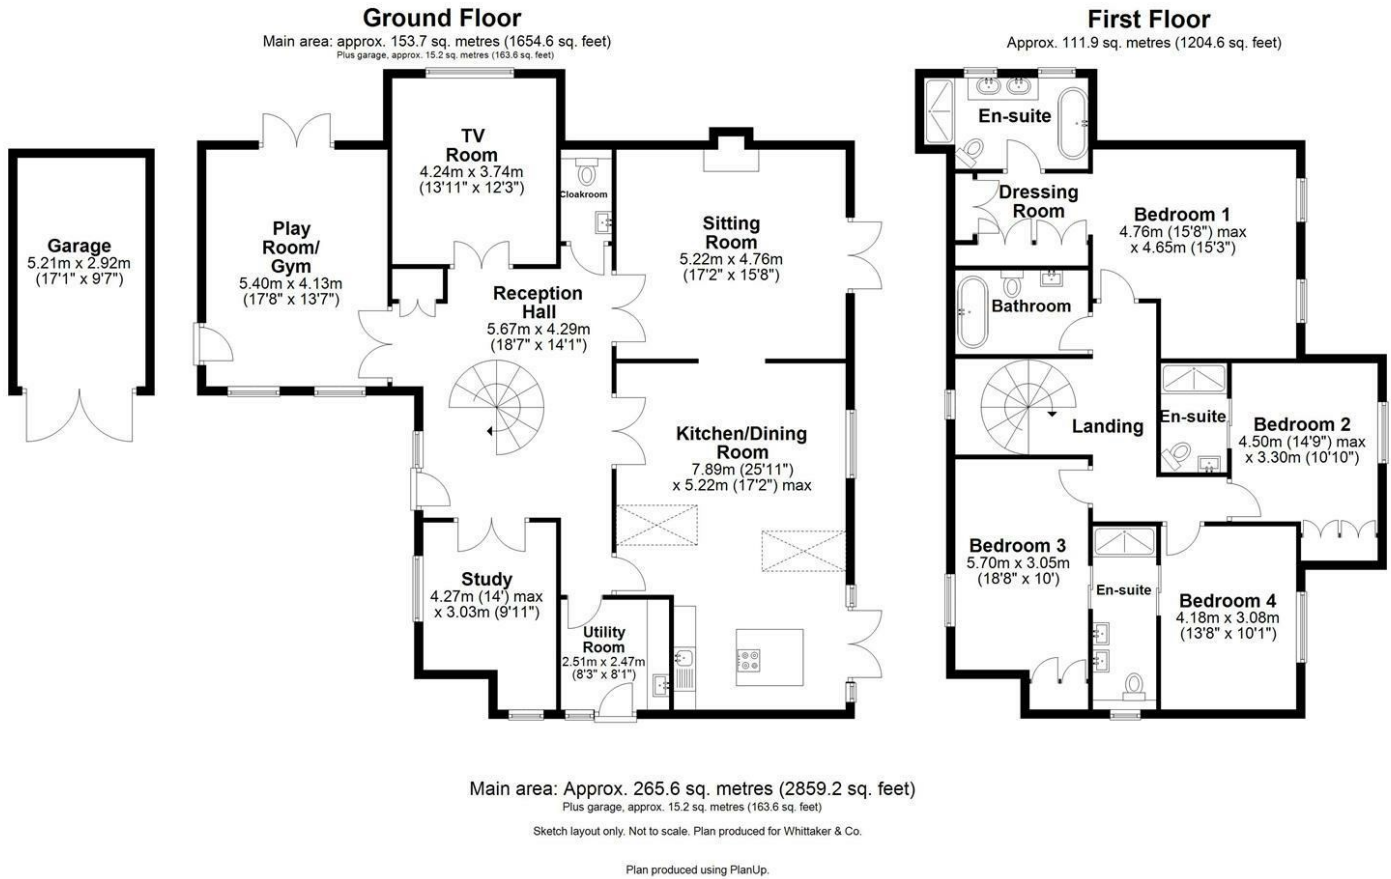 Ground Floor
Main area: approx. 153.7 sq. metres (1654.6 sq. feet)
Plus garage, approx. 15.2 sq. metres (163.6 sq. feet)
Garage
5.21m x 2.92m
(17'1" x 9'7")
Play
Room/
Gym
5.40m x 4.13m
(17'8" x 13'7")
TV
Room
4.24m x 3.74m
(13'11" x 12'3")
Cloakroom
Sitting
Room
5.22m x 4.76m
(17'2" x 15'8")
Reception
Hall
5.67m x 4.29m
(18'7" x 14'1")
Kitchen/Dining
Room
7.89m (25'11")
x 5.22m (17'2") max
Study
4.27m (14') max
x 3.03m (9'11")
Utility
Room
2.51m x 2.47m
(8'3" x 8'1")
First Floor
Approx. 111.9 sq. metres (1204.6 sq. feet)
En-suite
Dressing
Room
Bedroom 1
4.76m (15'8") max
x 4.65m (15'3")
Bathroom
Landing
En-suite
Bedroom 2
4.50m (14'9") max
x 3.30m (10'10")
Bedroom 3
5.70m x 3.05m
(18'8" x 10')
En-suite
Bedroom 4
4.18m x 3.08m
(13'8" x 10'1")
Main area: Approx. 265.6 sq. metres (2859.2 sq. feet)
Plus garage, approx. 15.2 sq. metres (163.6 sq. feet)
Sketch layout only. Not to scale. Plan produced for Whittaker & Co.
Plan produced using PlanUp.